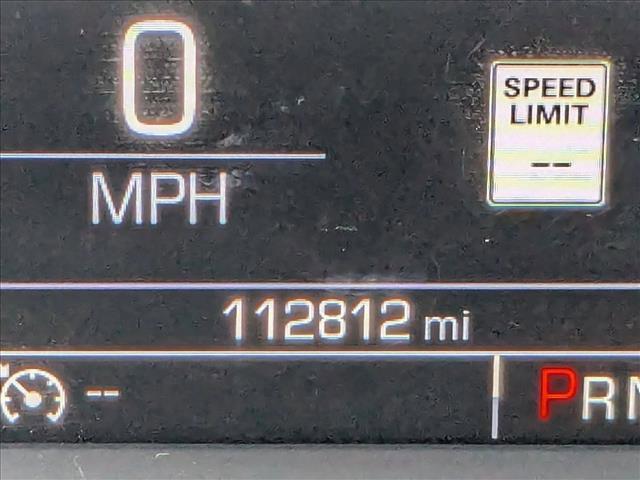 0
MPH
SPEED
LIMIT
--
112812 mi
--
PRN